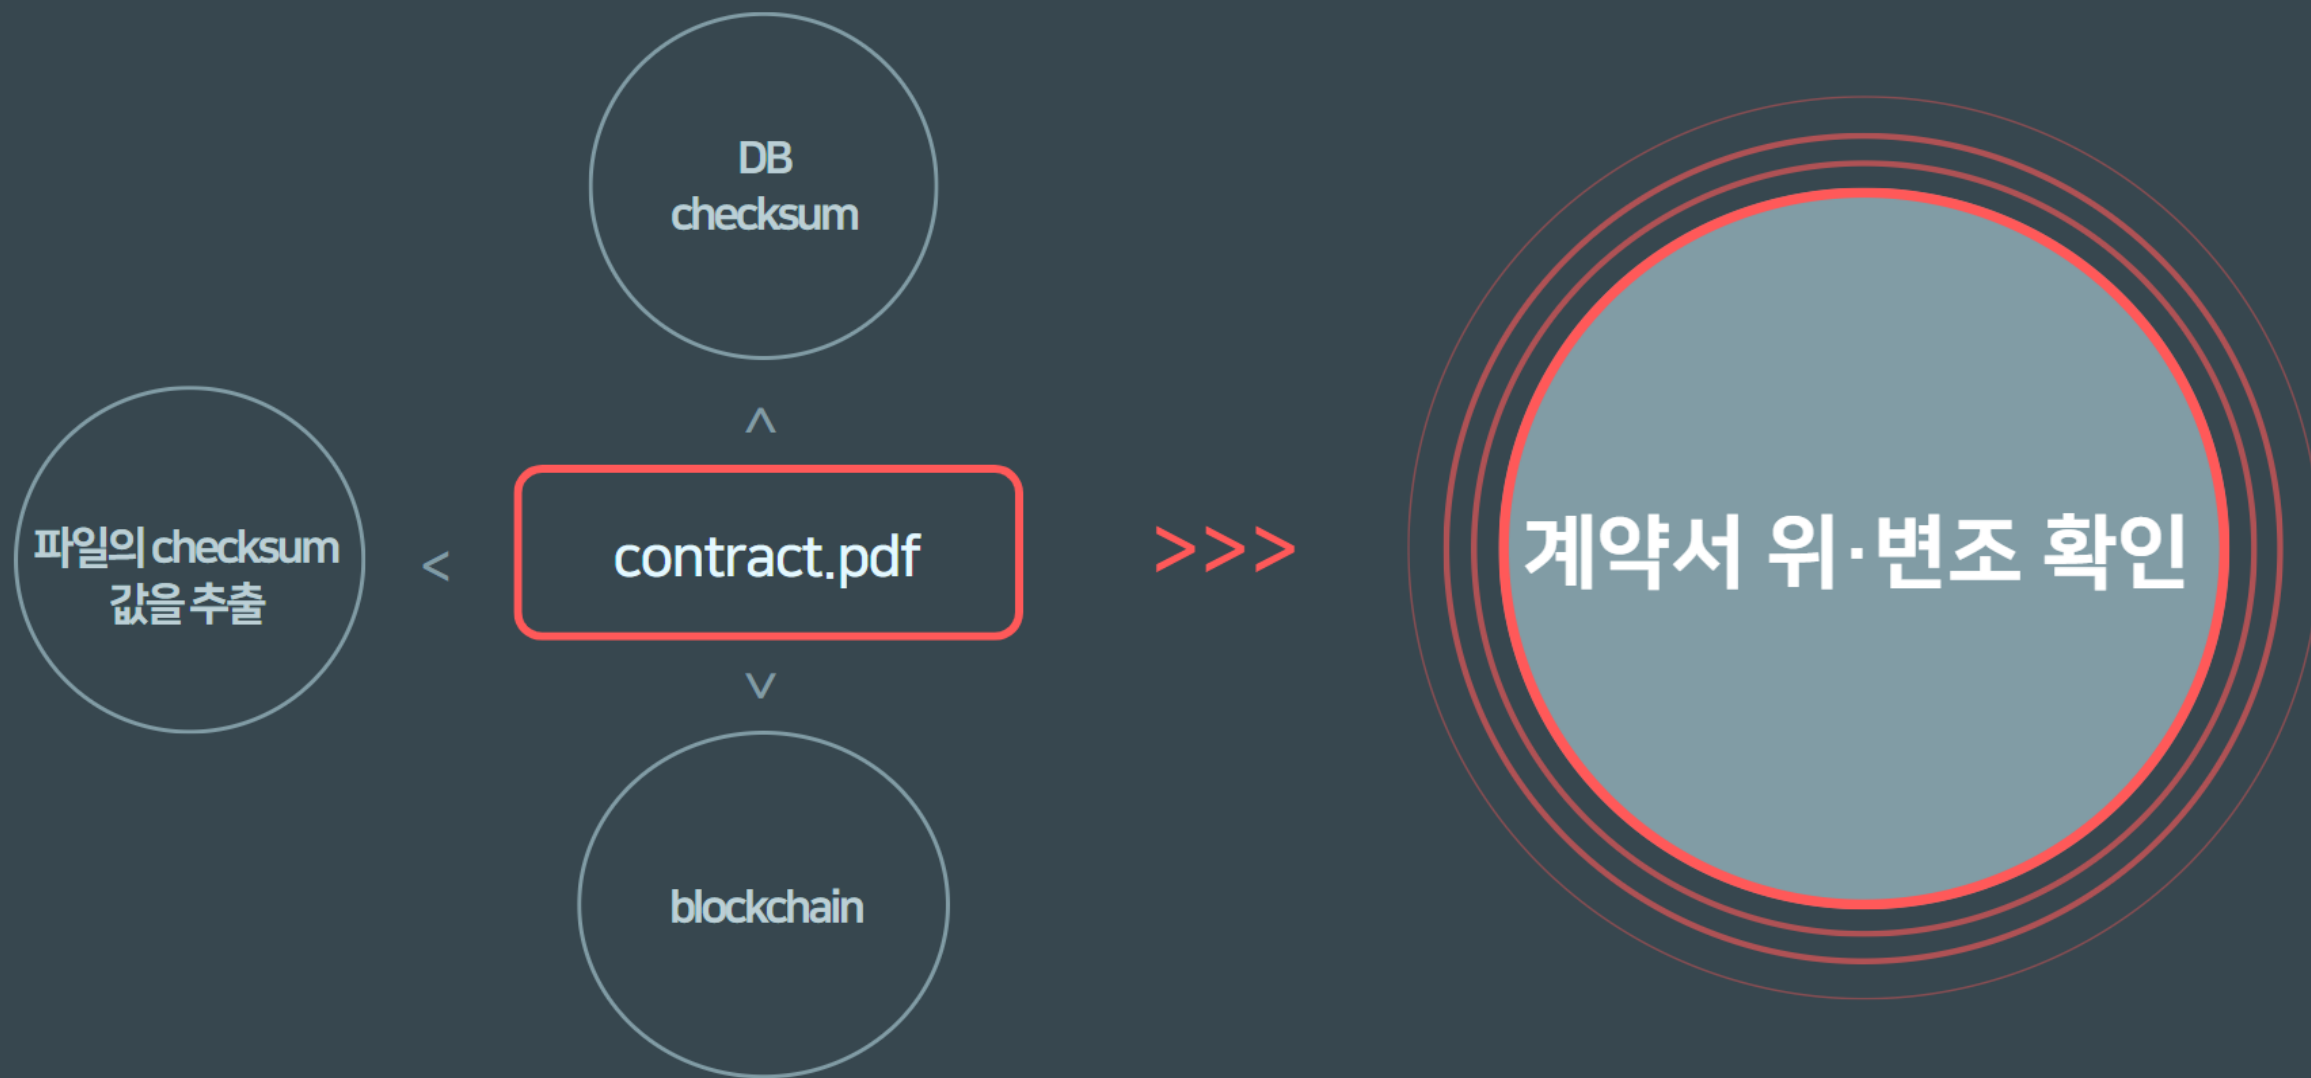 DB
checksum
^
파일의 checksum
값을 추출
<
contract.pdf
>>>
계약서 위·변조 확인
v
blockchain